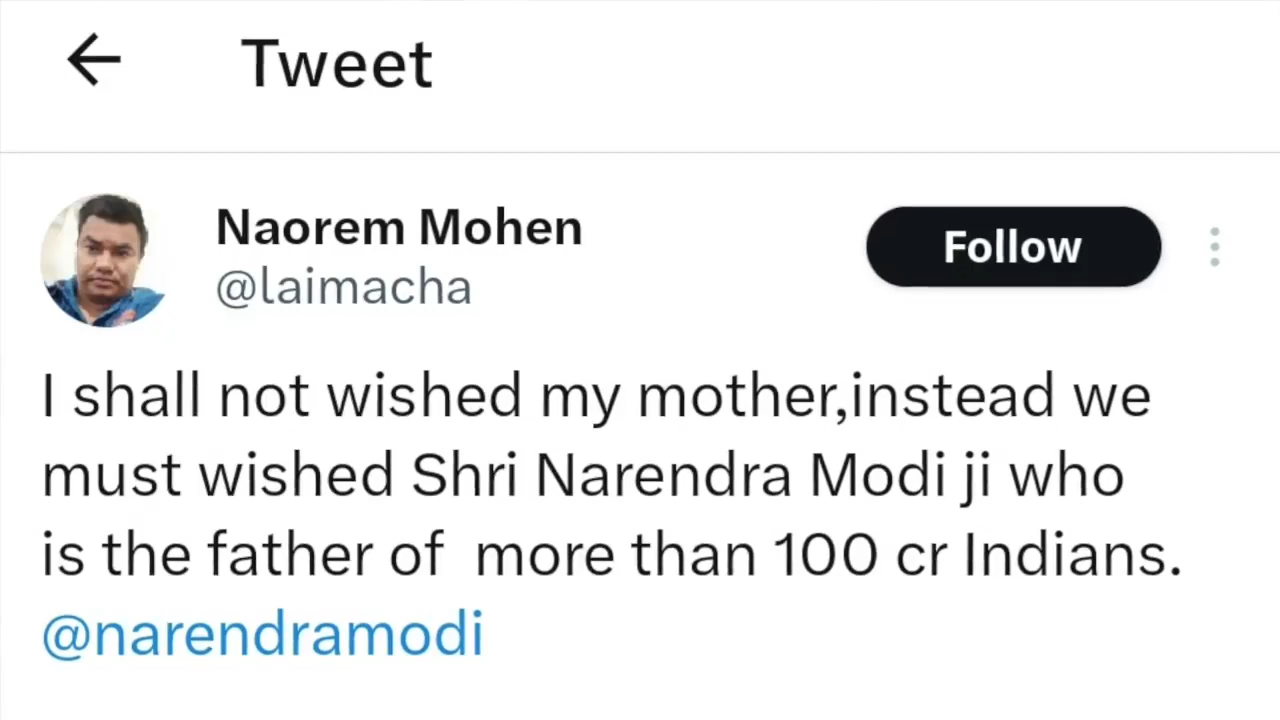 Tweet
Naorem Mohen
@laimacha
Follow
I shall not wished my mother,instead we
must wished Shri Narendra Modi ji who
is the father of  more than 100 cr Indians.
@narendramodi